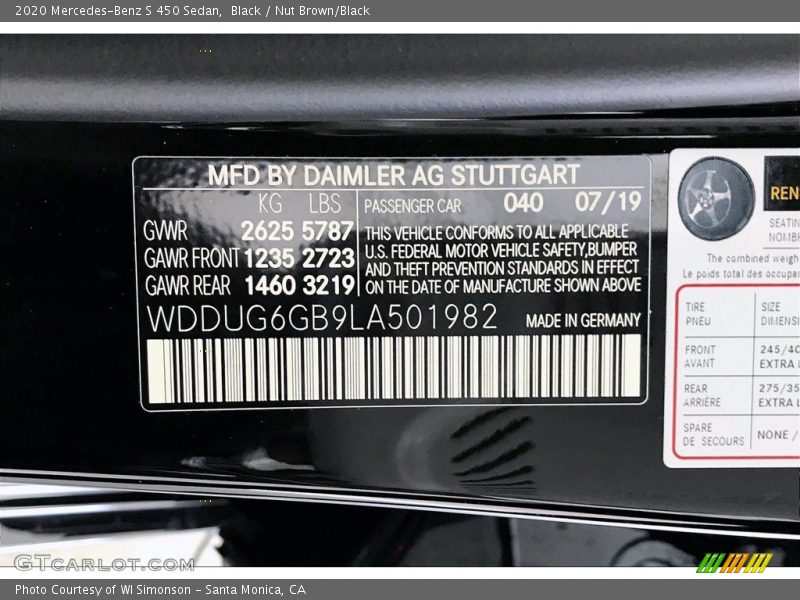 2020 Mercedes-Benz S 450 Sedan, Black / Nut Brown/Black
MFD BY DAIMLER AG STUTTGART
KG LBS PASSENGER CAR 040 07/19
GVWR 2625 5787
GAWR FRONT 1235 2723
GAWR REAR 1460 3219
THIS VEHICLE CONFORMS TO ALL APPLICABLE
U.S. FEDERAL MOTOR VEHICLE SAFETY,BUMPER
AND THEFT PREVENTION STANDARDS IN EFFECT
ON THE DATE OF MANUFACTURE SHOWN ABOVE
WDDUG6GB9LA501982 MADE IN GERMANY
The combined
Le poids total des
TIRE SIZE
PNEU
FRONT
AVANT EXTRA
REAR
ARRIÈRE EXTRA
SPARE NONE /
DE SECOURS
GTCARLOT.COM
Photo Courtesy of WI Simonson - Santa Monica, CA